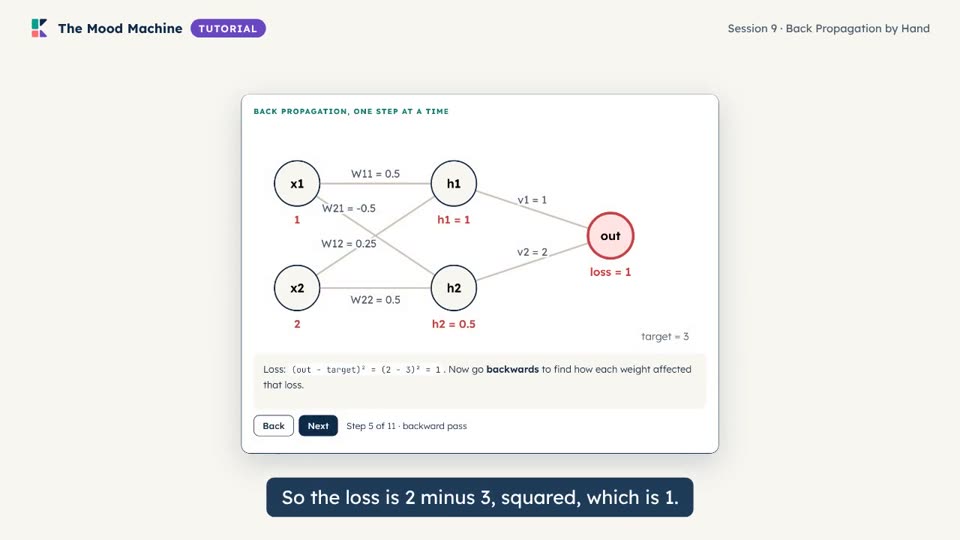 The Mood Machine TUTORIAL
Session 9 · Back Propagation by Hand
BACK PROPAGATION, ONE STEP AT A TIME
x1
1
W11 = 0.5
W21 = -0.5
W12 = 0.25
x2
2
W22 = 0.5
h1
h1 = 1
h2
h2 = 0.5
v1 = 1
v2 = 2
out
loss = 1
target = 3
Loss: (out - target)² = (2 - 3)² = 1 . Now go backwards to find how each weight affected
that loss.
Back Next Step 5 of 11 · backward pass
So the loss is 2 minus 3, squared, which is 1.